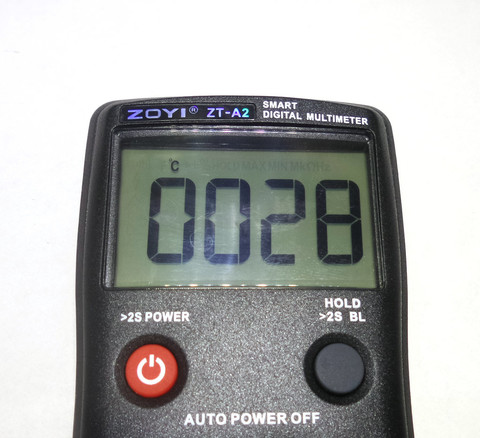 ZOYI® ZT-A2 SMART
DIGITAL MULTIMETER
°C
0028
>2S POWER
HOLD
>2S BL
AUTO POWER OFF